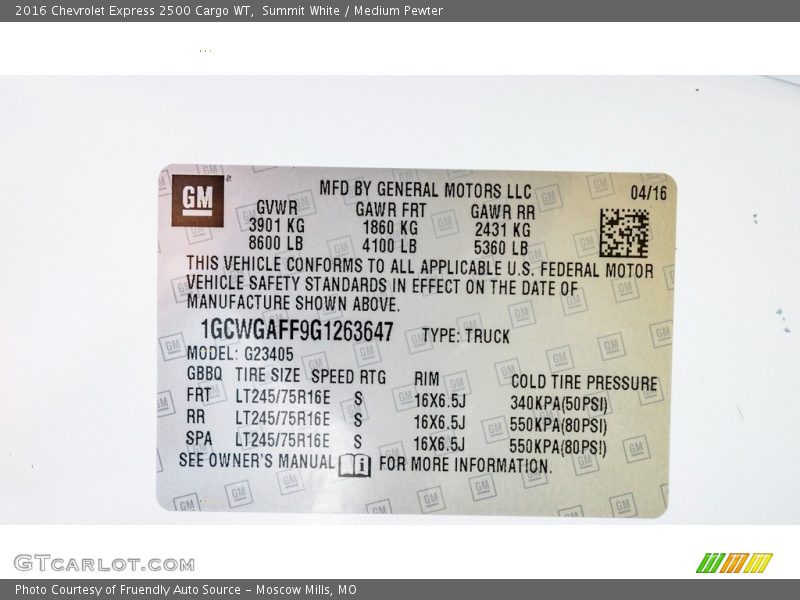 2016 Chevrolet Express 2500 Cargo WT,  Summit White / Medium Pewter
GM
MFD BY GENERAL MOTORS LLC
04/16
GVWR GAWR FRT GAWR RR
3901 KG 1860 KG 2431 KG
8600 LB 4100 LB 5360 LB
THIS VEHICLE CONFORMS TO ALL APPLICABLE U.S. FEDERAL MOTOR
VEHICLE SAFETY STANDARDS IN EFFECT ON THE DATE OF
MANUFACTURE SHOWN ABOVE.
1GCWGAFF9G1263647 TYPE: TRUCK
MODEL: G23405
GBBQ TIRE SIZE SPEED RTG RIM COLD TIRE PRESSURE
FRT LT245/75R16E S 16X6.5J 340KPA(50PSI)
RR LT245/75R16E S 16X6.5J 550KPA(80PSI)
SPA LT245/75R16E S 16X6.5J 550KPA(80PSI)
SEE OWNER'S MANUAL FOR MORE INFORMATION.
GTcarlot.com
Photo Courtesy of Fruendly Auto Source - Moscow Mills, MO